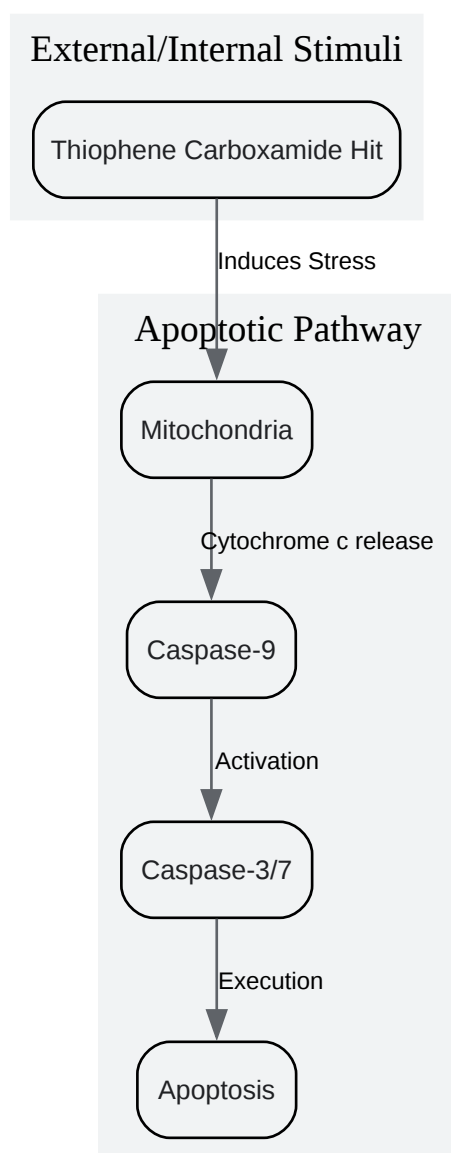 External/Internal Stimuli
Thiophene Carboxamide Hit
Induces Stress
Apoptotic Pathway
Mitochondria
Cytochrome c release
Caspase-9
Activation
Caspase-3/7
Execution
Apoptosis